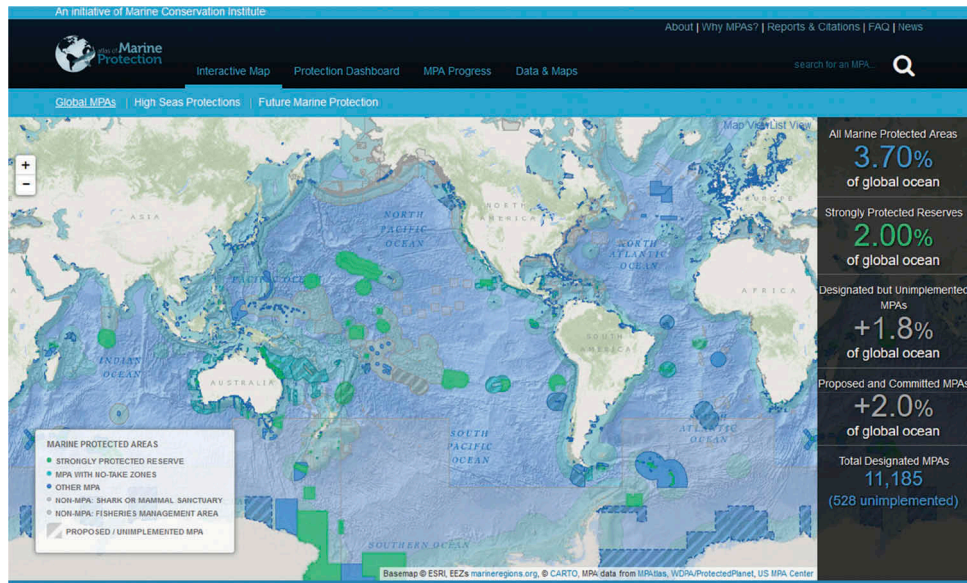 An initiative of Marine Conservation Institute
About | Why MPAs? | Reports & Citations | FAQ | News
atlas of Marine
Protection
Interactive Map Protection Dashboard MPA Progress Data & Maps
search for an MPA...
Global MPAs | High Seas Protections | Future Marine Protection
Map View List View
+
−
ASIA
NORTH
AMERICA
EUROPE
NORTH
PACIFIC
OCEAN
NORTH
ATLANTIC
OCEAN
AFRICA
INDIAN
OCEAN
AUSTRALIA
SOUTH
AMERICA
SOUTH
PACIFIC
OCEAN
ATLANTIC
OCEAN
SOUTHERN OCEAN
MARINE PROTECTED AREAS
STRONGLY PROTECTED RESERVE
MPA WITH NO-TAKE ZONES
OTHER MPA
NON-MPA: SHARK OR MAMMAL SANCTUARY
NON-MPA: FISHERIES MANAGEMENT AREA
PROPOSED / UNIMPLEMENTED MPA
Basemap © ESRI, EEZs marineregions.org, © CARTO, MPA data from MPAtlas, WDPA/ProtectedPlanet, US MPA Center
All Marine Protected Areas
3.70%
of global ocean
Strongly Protected Reserves
2.00%
of global ocean
Designated but Unimplemented
MPAs
+1.8%
of global ocean
Proposed and Committed MPAs
+2.0%
of global ocean
Total Designated MPAs
11,185
(528 unimplemented)